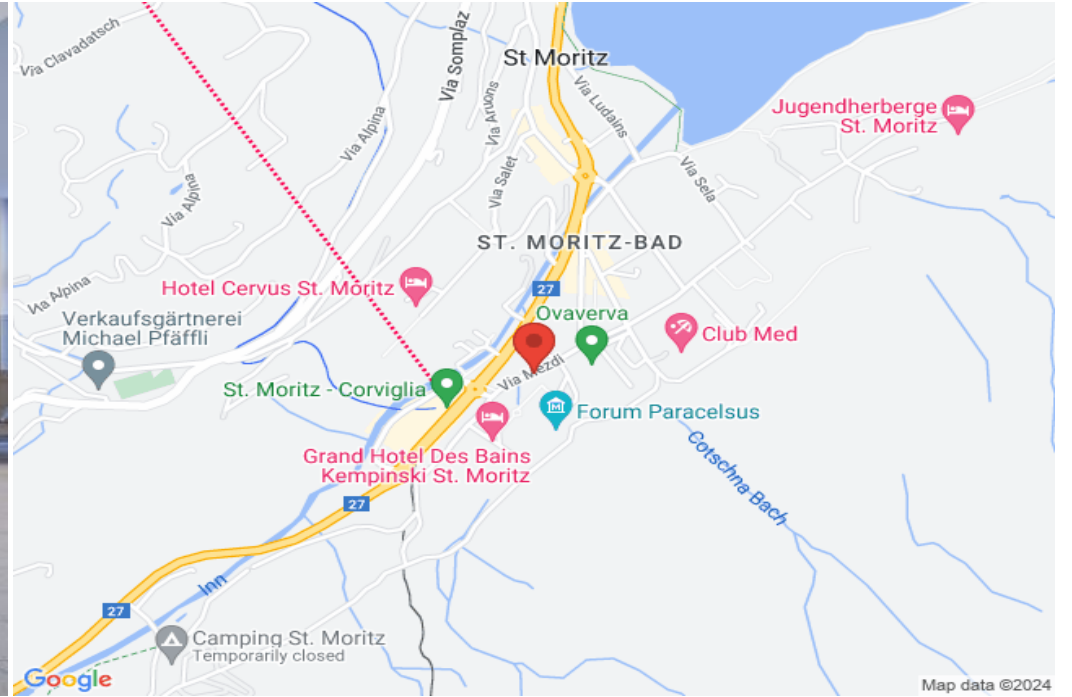 Via Clavadatsch
Via Somplaz
St Moritz
Via Aruons
Via Ludains
Jugendherberge
St. Moritz
Via Alpina
Via Salet
Via Sela
Via Alpina
ST. MORITZ-BAD
Via Alpina
Hotel Cervus St. Moritz
27
Verkaufsgärtnerei
Michael Pfäffli
Ovaverva
Club Med
St. Moritz - Corviglia
Via Mezdi
Forum Paracelsus
Grand Hotel Des Bains
Kempinski St. Moritz
Cotschna Bach
27
Inn
27
Camping St. Moritz
Temporarily closed
Google
Map data ©2024